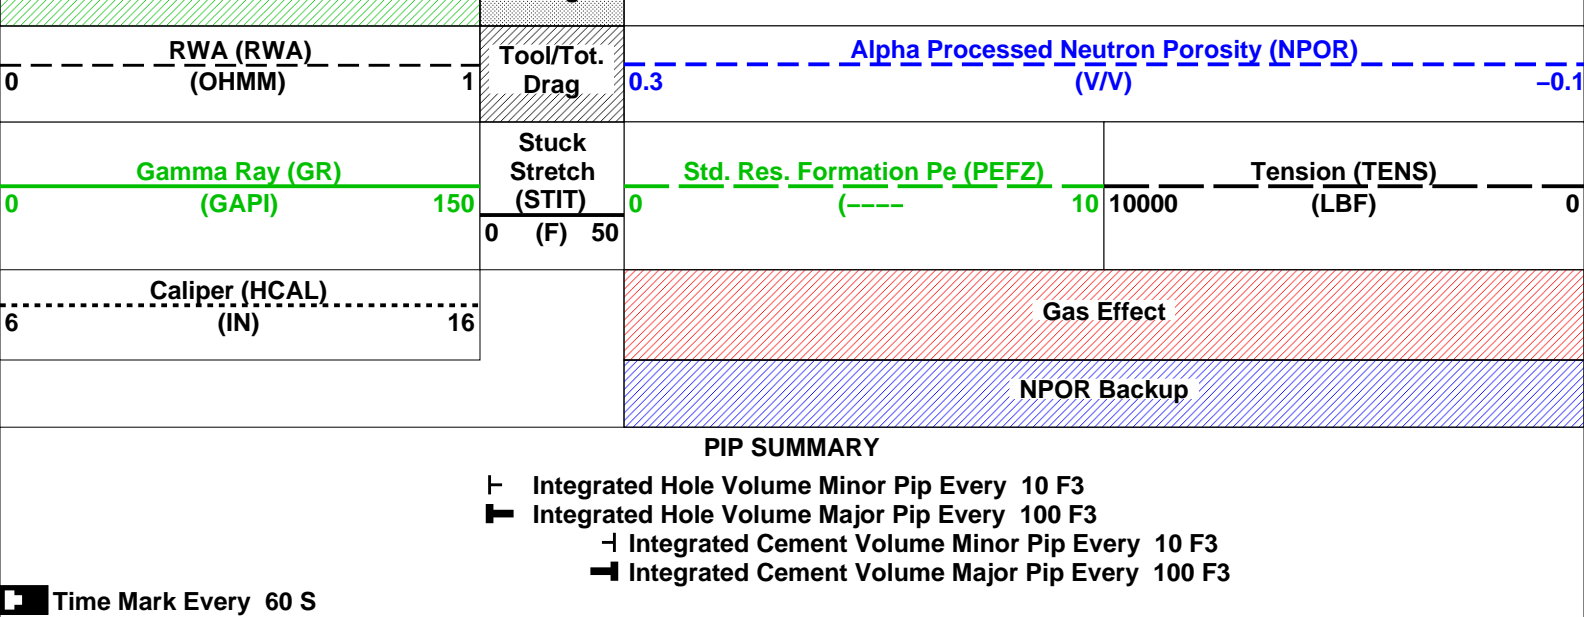 RWA (RWA)
0 (OHMM) 1
Tool/Tot.
Drag
Alpha Processed Neutron Porosity (NPOR)
0.3 (V/V) −0.1
Gamma Ray (GR)
0 (GAPI) 150
Stuck
Stretch
(STIT)
0 (F) 50
Std. Res. Formation Pe (PEFZ)
0 (−−−− 10
Tension (TENS)
10000 (LBF) 0
Caliper (HCAL)
6 (IN) 16
Gas Effect
NPOR Backup
PIP SUMMARY
Integrated Hole Volume Minor Pip Every 10 F3
Integrated Hole Volume Major Pip Every 100 F3
Integrated Cement Volume Minor Pip Every 10 F3
Integrated Cement Volume Major Pip Every 100 F3
Time Mark Every 60 S